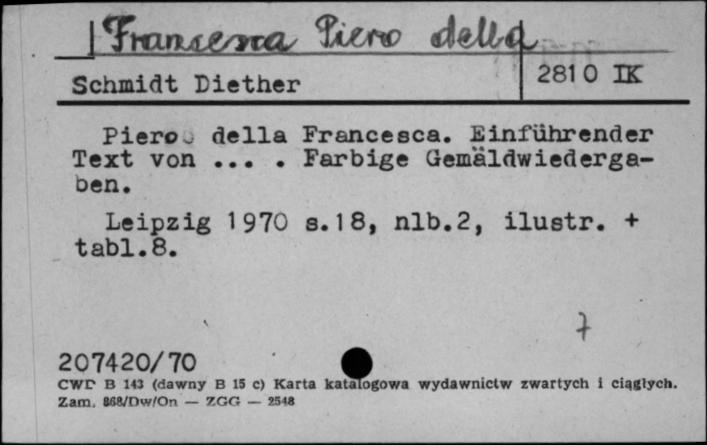 Francesca Piero della
Schmidt Diether
2810 IK
Piero della Francesca. Einführender
Text von ... . Farbige Gemäldwiederga-
ben.
Leipzig 1970 s.18, nlb.2, ilustr. +
tabl.8.
7
207420/70
CWD B 143 (dawny B 15 c) Karta katalogowa wydawnictw zwartych i ciągłych.
Zam. 868/Dw/On — ZGG — 2548